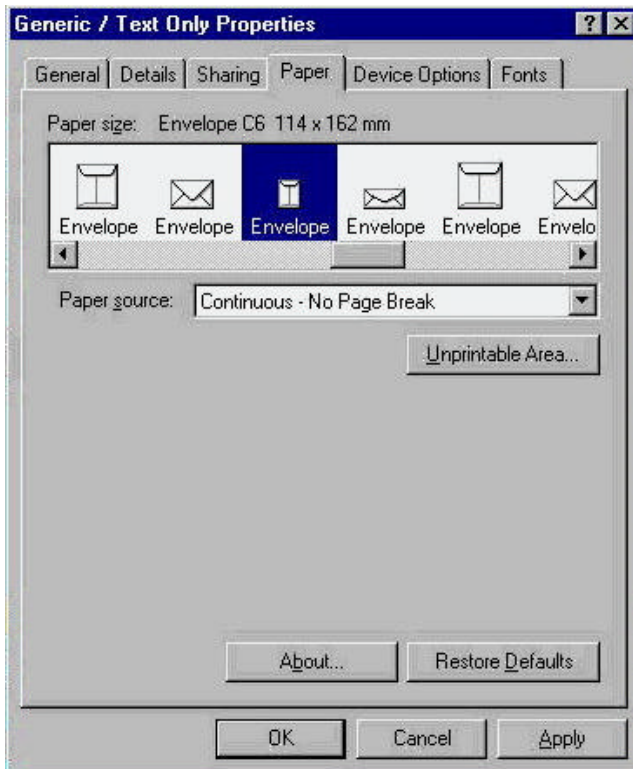 Generic / Text Only Properties
General Details Sharing Paper Device Options Fonts
Paper size: Envelope C6 114 x 162 mm
Envelope Envelope Envelope Envelope Envelope Envelo
Paper source: Continuous - No Page Break
Unprintable Area...
About... Restore Defaults
OK Cancel Apply